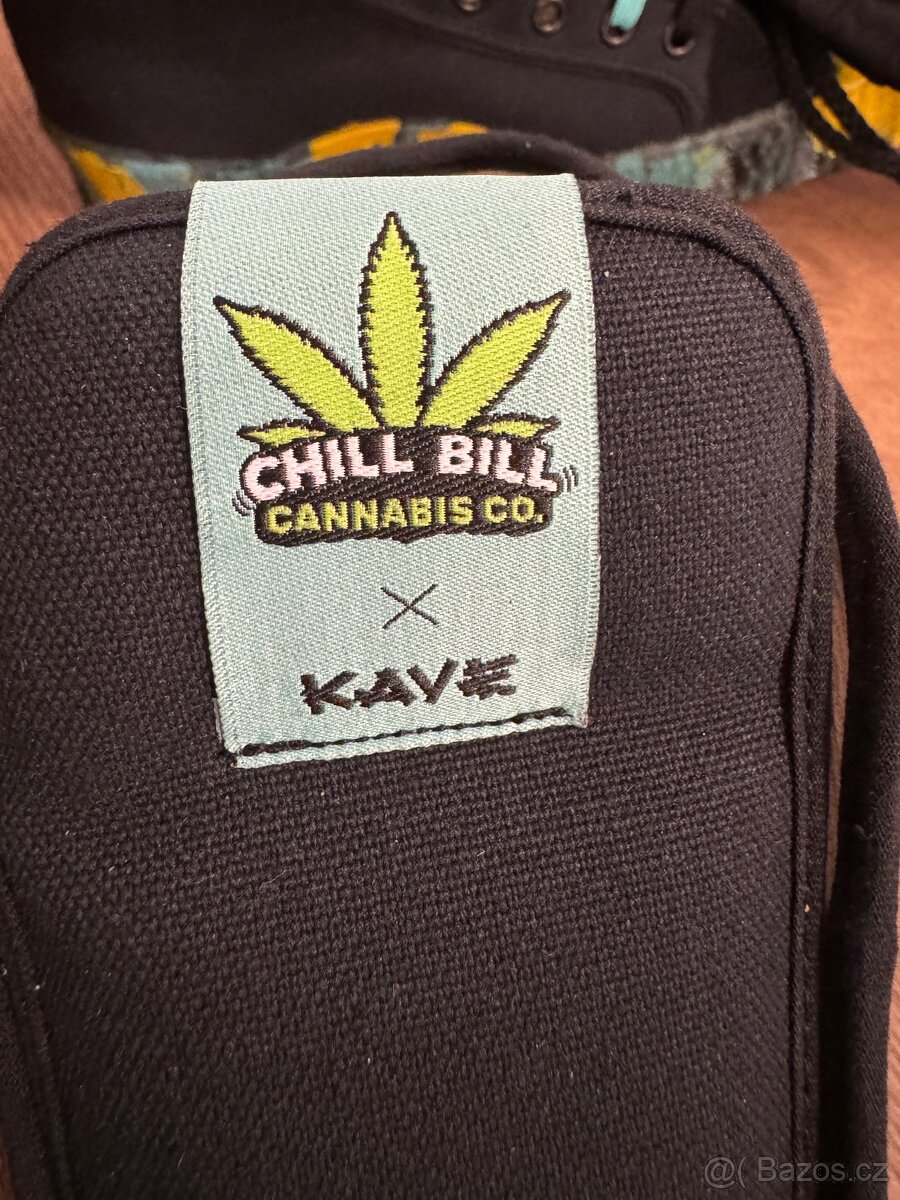 CHILL BILL
CANNABIS CO.
×
KAVE
@( Bazos.cz